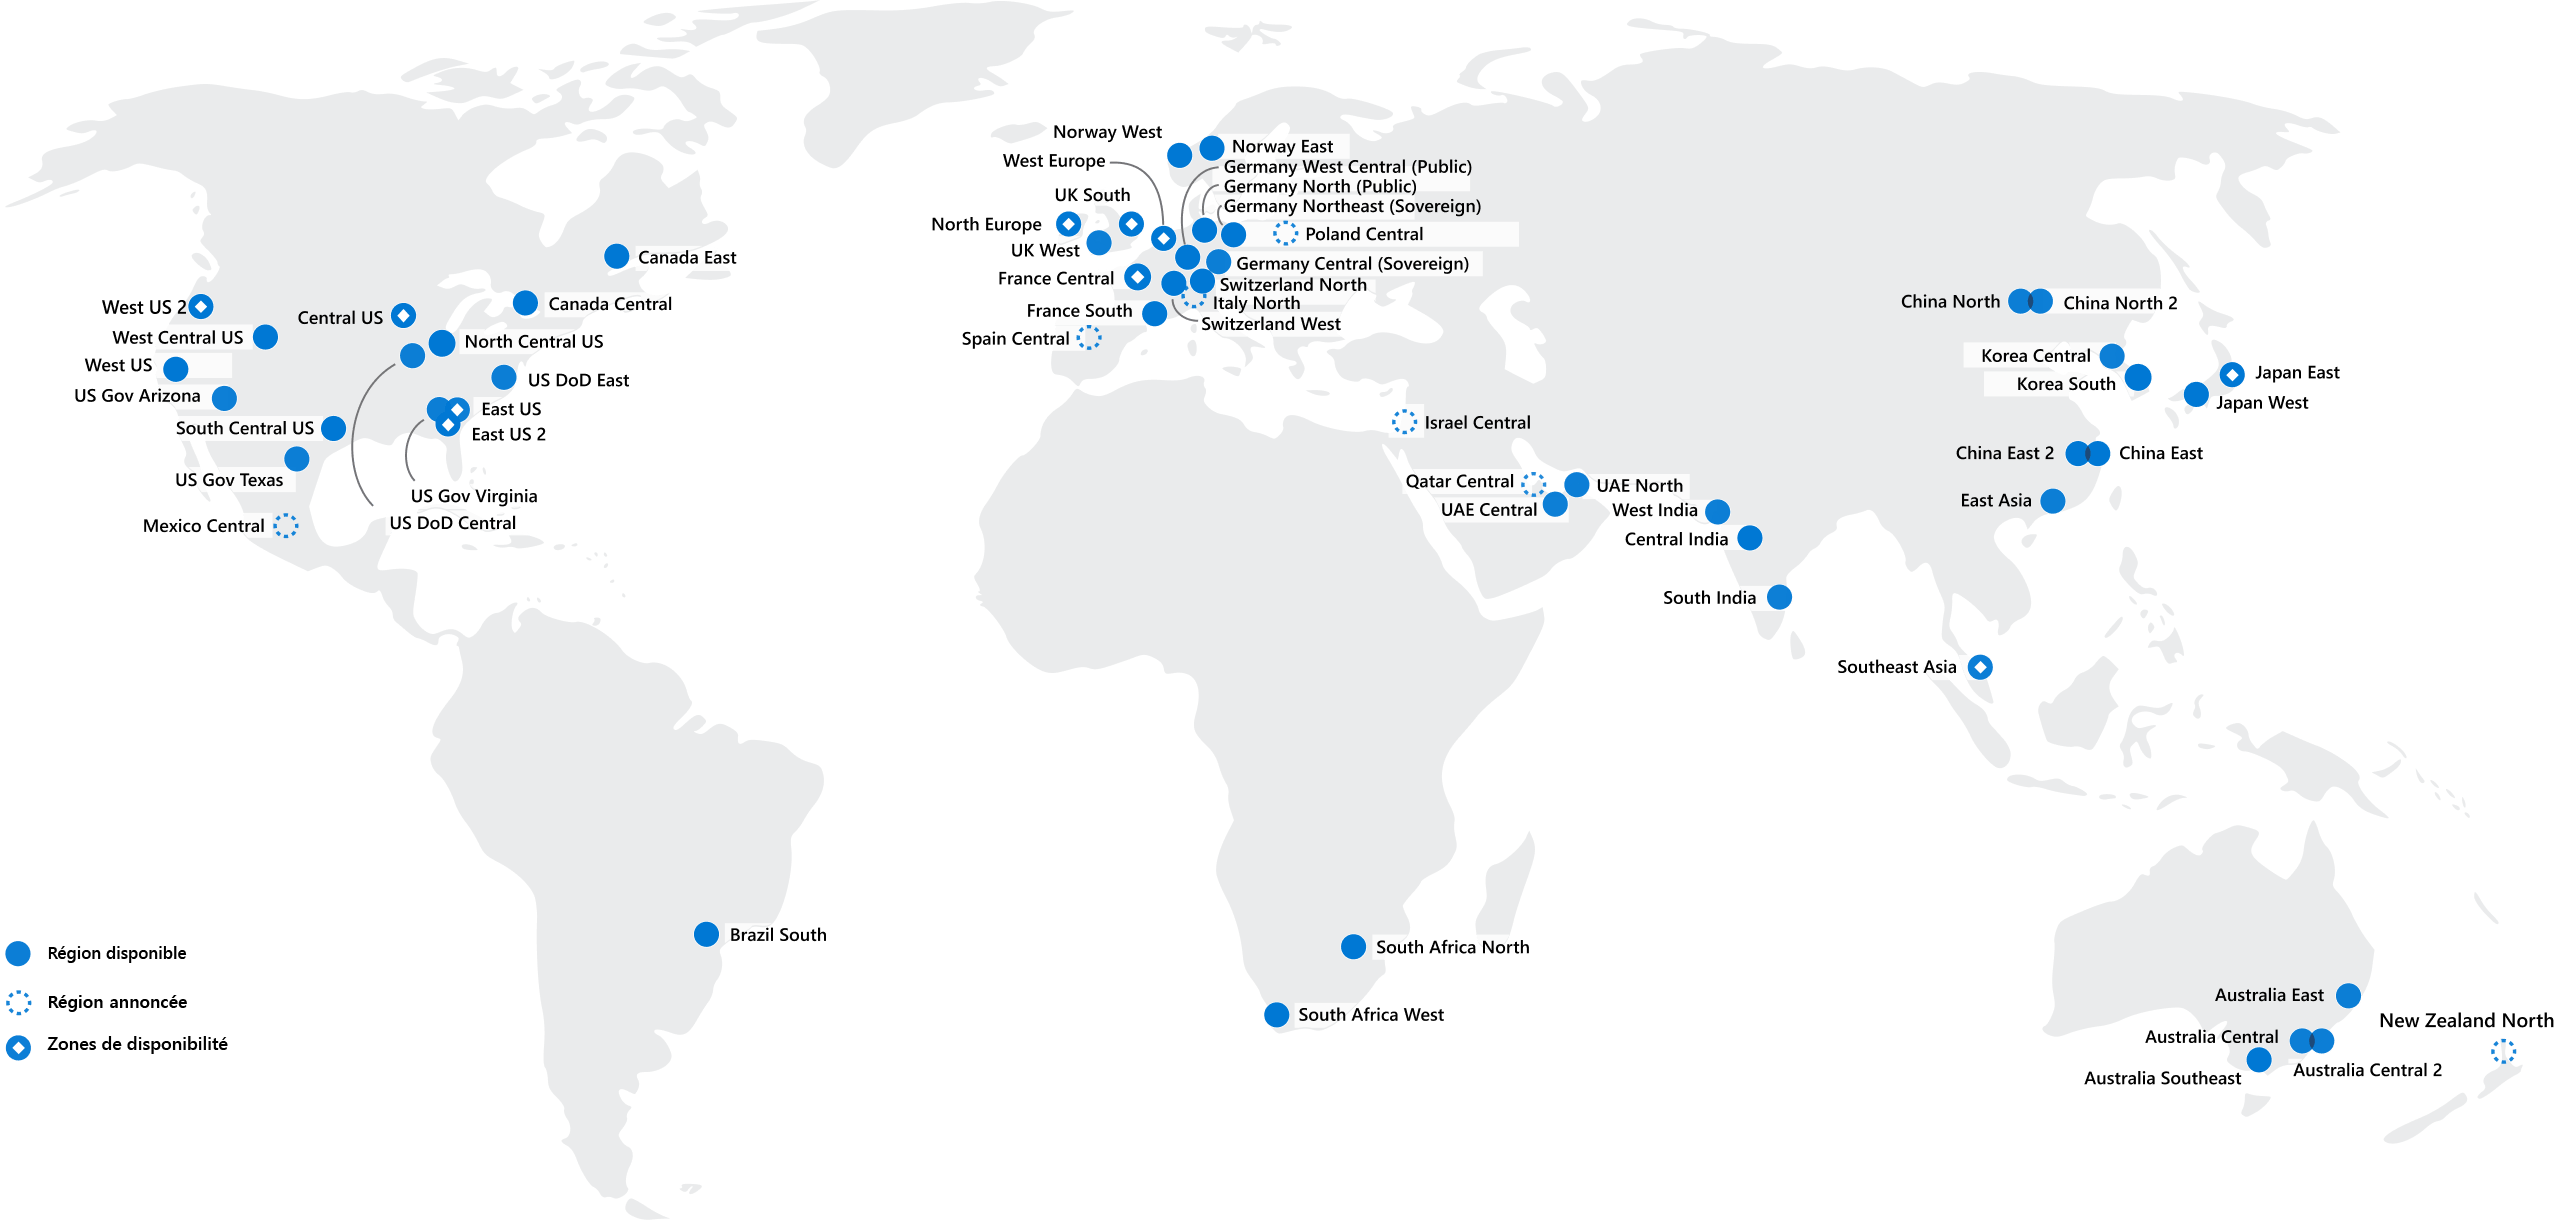 Norway West
Norway East
West Europe
Germany West Central (Public)
Germany North (Public)
UK South
Germany Northeast (Sovereign)
North Europe
Poland Central
UK West
Canada East
Germany Central (Sovereign)
France Central
Switzerland North
West US 2
Canada Central
Italy North
China North
China North 2
Central US
France South
Switzerland West
West Central US
North Central US
Spain Central
Korea Central
West US
Japan East
US DoD East
Korea South
US Gov Arizona
Japan West
East US
South Central US
East US 2
Israel Central
China East 2
China East
US Gov Texas
Qatar Central
UAE North
US Gov Virginia
UAE Central
West India
East Asia
Mexico Central
US DoD Central
Central India
South India
Southeast Asia
Brazil South
South Africa North
Région disponible
Australia East
Région annoncée
South Africa West
New Zealand North
Australia Central
Zones de disponibilité
Australia Central 2
Australia Southeast